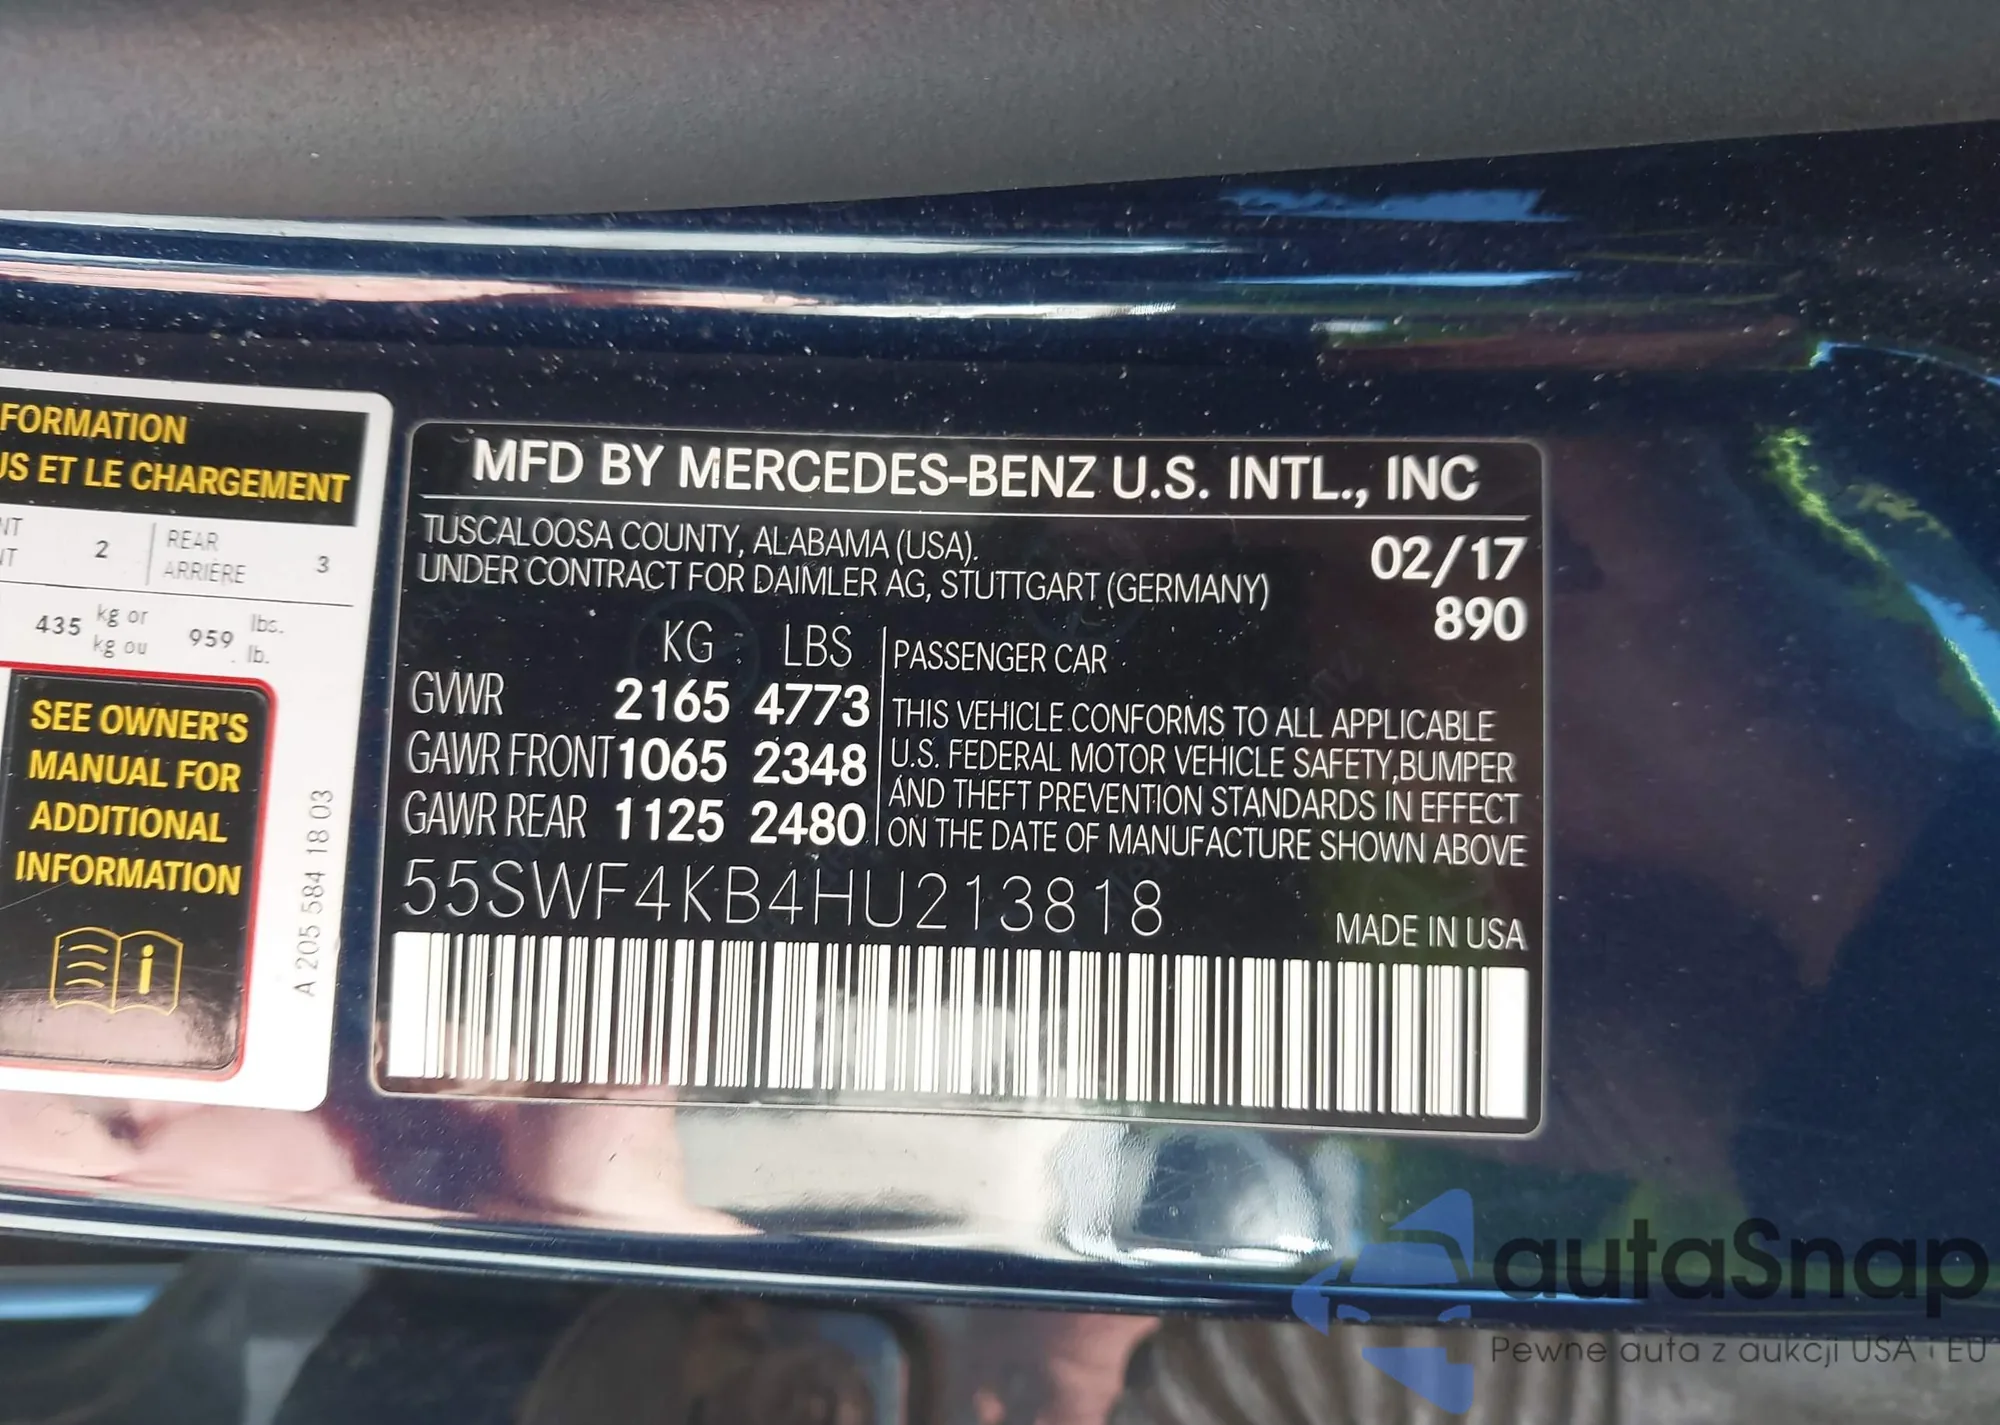 FORMATION
US ET LE CHARGEMENT
NT 2 REAR 3
NT ARRIÈRE
435 kg or 959 lbs.
kg ou lb.
SEE OWNER'S
MANUAL FOR
ADDITIONAL
INFORMATION
A 205 584 18 03
MFD BY MERCEDES-BENZ U.S. INTL., INC
TUSCALOOSA COUNTY, ALABAMA (USA). 02/17
UNDER CONTRACT FOR DAIMLER AG, STUTTGART (GERMANY)
890
KG LBS PASSENGER CAR
GVWR 2165 4773
GAWR FRONT 1065 2348
GAWR REAR 1125 2480
THIS VEHICLE CONFORMS TO ALL APPLICABLE
U.S. FEDERAL MOTOR VEHICLE SAFETY, BUMPER
AND THEFT PREVENTION STANDARDS IN EFFECT
ON THE DATE OF MANUFACTURE SHOWN ABOVE
55SWF4KB4HU213818
MADE IN USA
autaSnap
Pewne auta z aukcji USA i EU